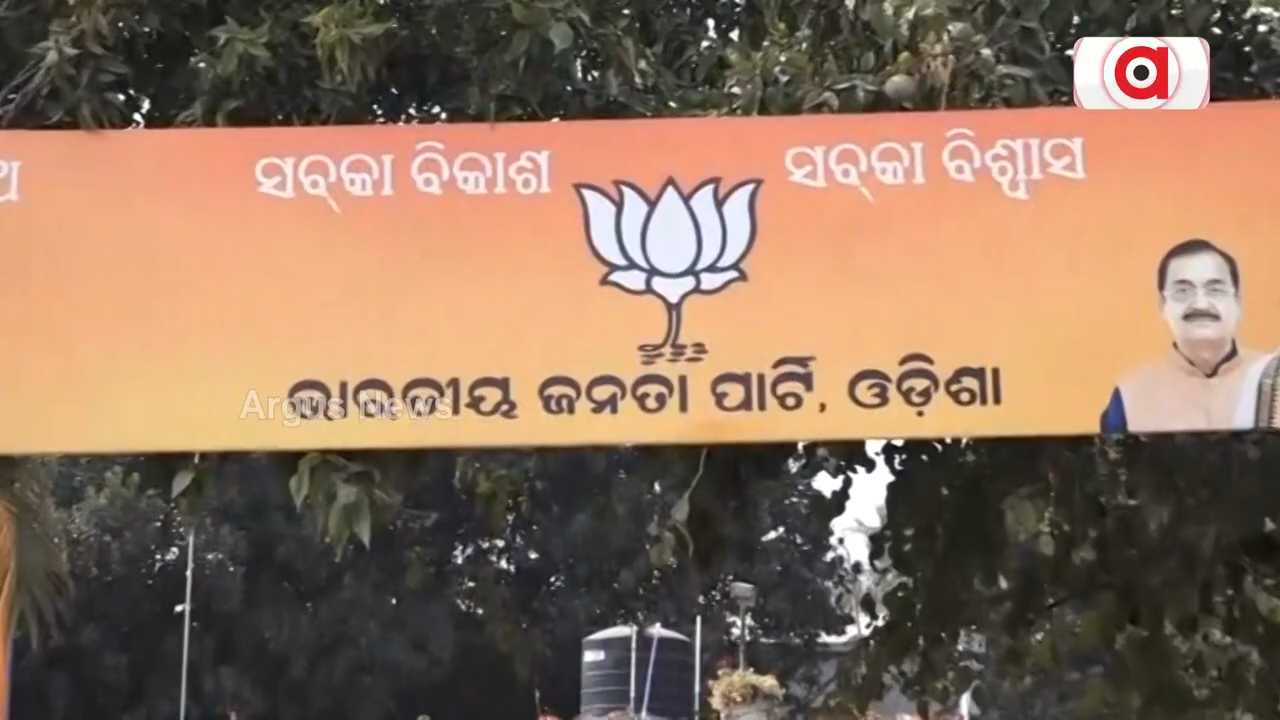 ସବ୍‌କା ବିକାଶ ସବ୍‌କା ବିଶ୍ୱାସ
ଭାରତୀୟ ଜନତା ପାର୍ଟି, ଓଡ଼ିଶା
Argus News